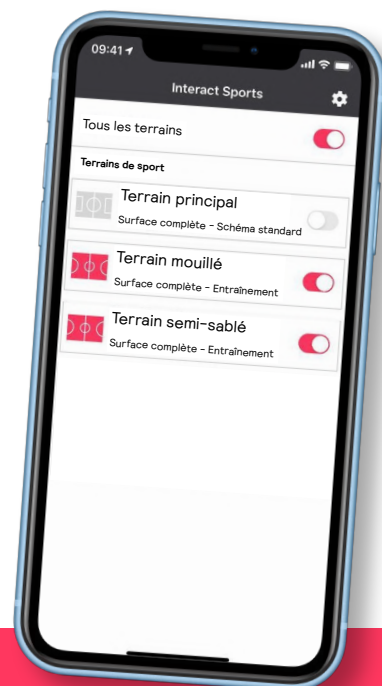 09:41
Interact Sports
Tous les terrains
Terrains de sport
Terrain principal
Surface complète - Schéma standard
Terrain mouillé
Surface complète - Entraînement
Terrain semi-sablé
Surface complète - Entraînement